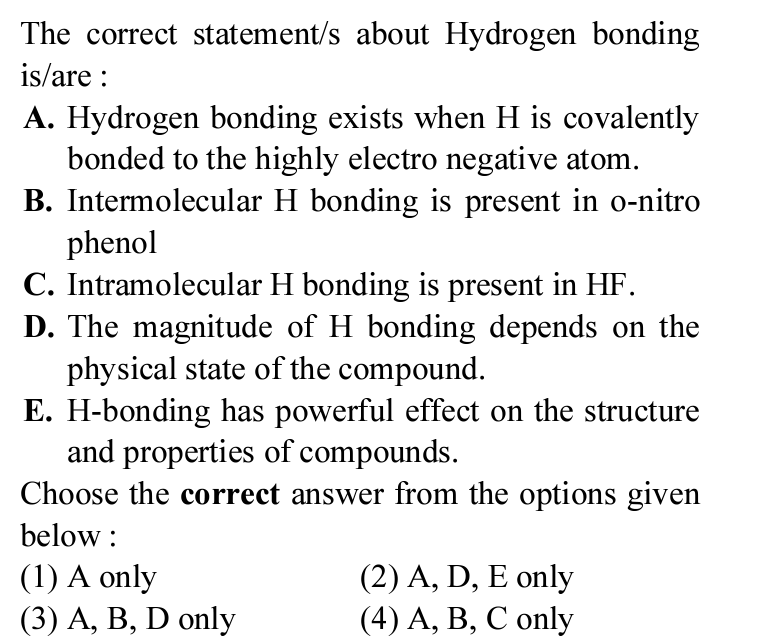 The correct statement/s about Hydrogen bonding
is/are :
A. Hydrogen bonding exists when H is covalently
bonded to the highly electro negative atom.
B. Intermolecular H bonding is present in o-nitro
phenol
C. Intramolecular H bonding is present in HF.
D. The magnitude of H bonding depends on the
physical state of the compound.
E. H-bonding has powerful effect on the structure
and properties of compounds.
Choose the correct answer from the options given
below :
(1) A only (2) A, D, E only
(3) A, B, D only (4) A, B, C only